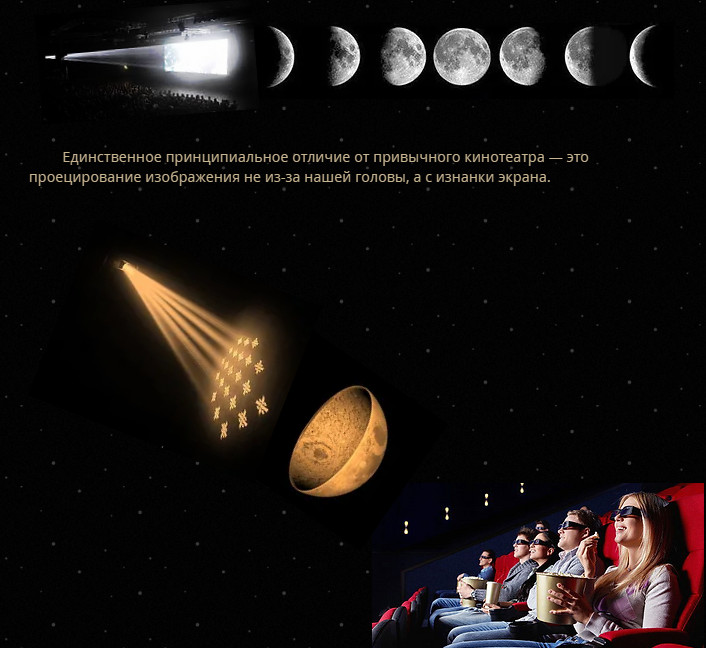 Единственное принципиальное отличие от привычного кинотеатра — это
проецирование изображения не из-за нашей головы, а с изнанки экрана.